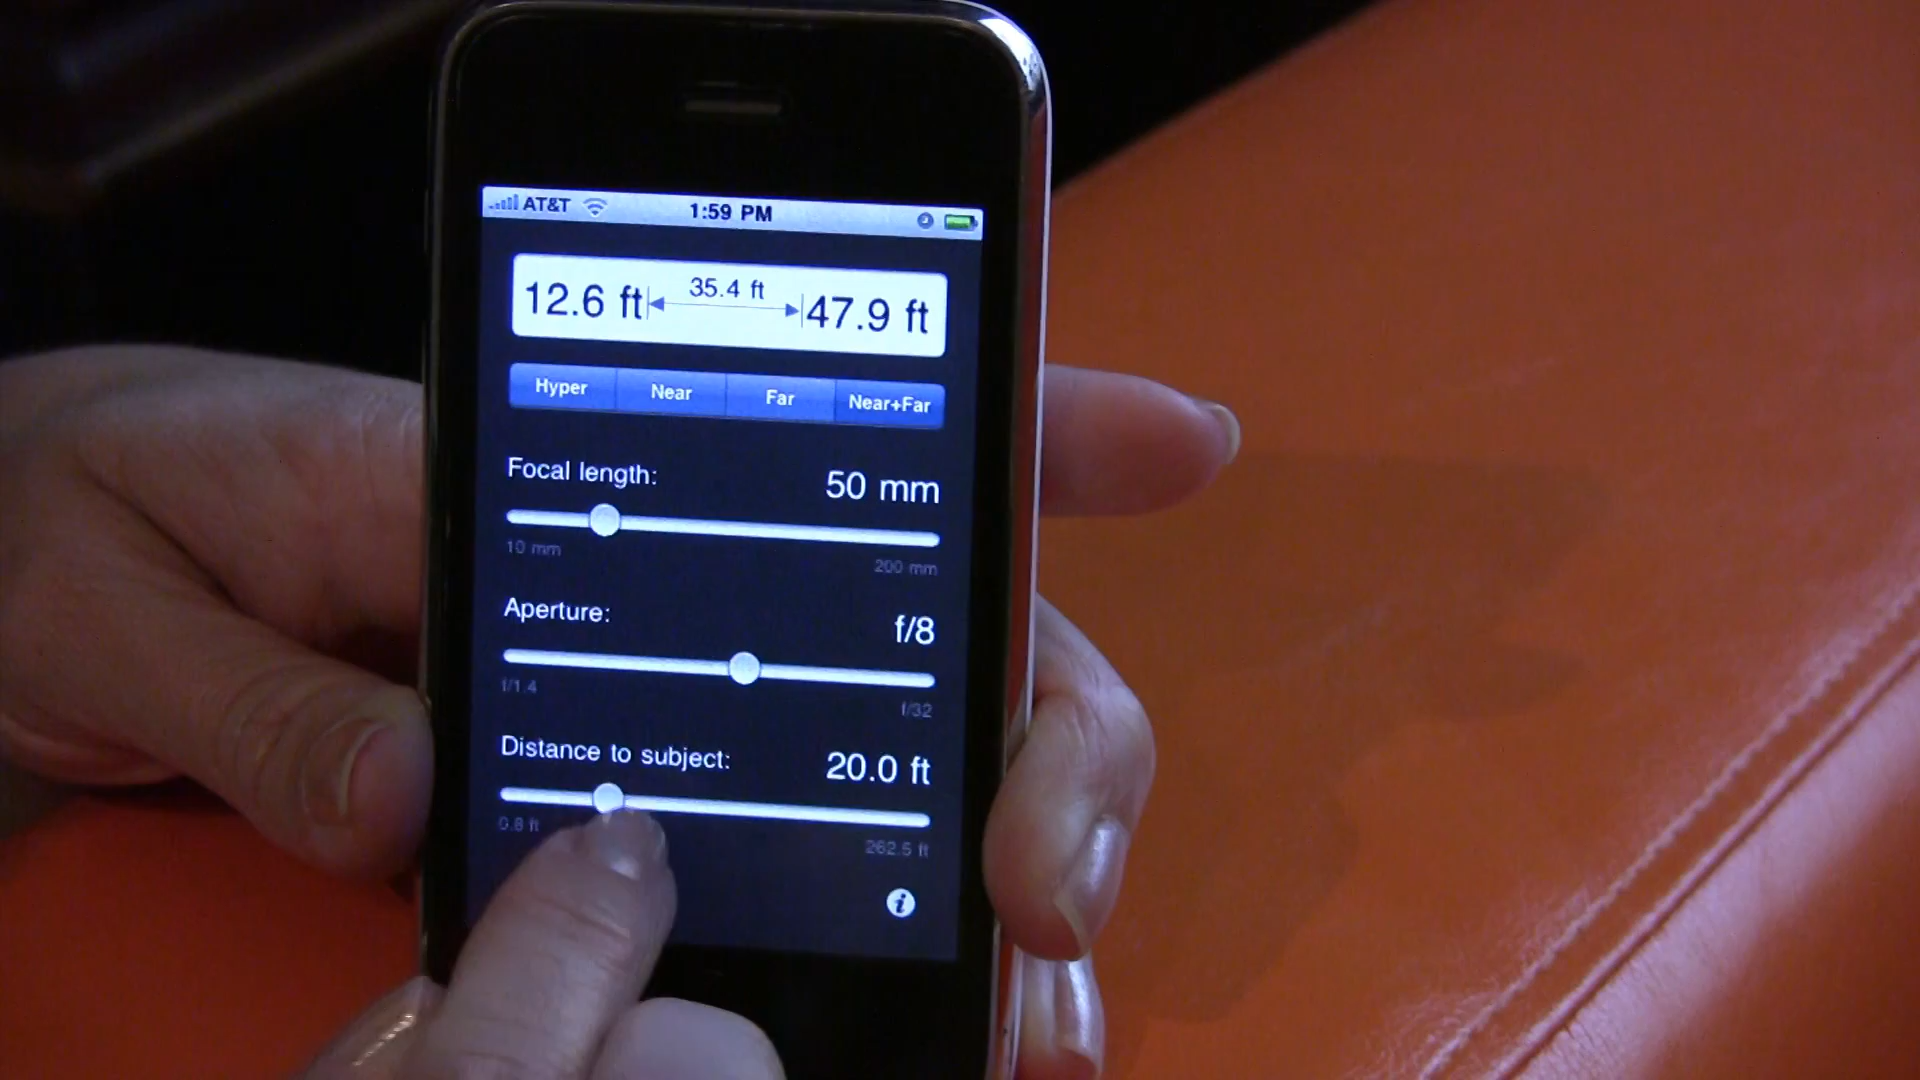 AT&T 1:59 PM
12.6 ft 35.4 ft 47.9 ft
Hyper Near Far Near+Far
Focal length: 50 mm
10 mm 200 mm
Aperture: f/8
f/1.4 f/32
Distance to subject: 20.0 ft
0.8 ft 262.5 ft
i